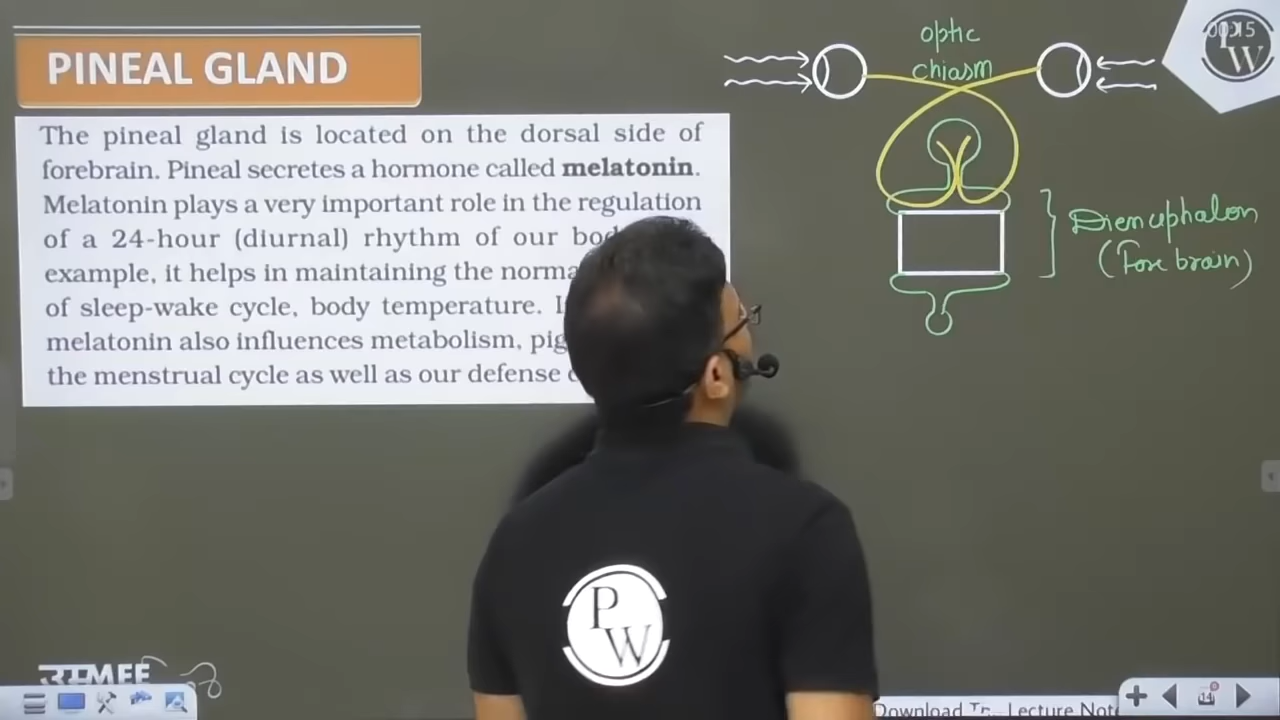 PINEAL GLAND
The pineal gland is located on the dorsal side of
forebrain. Pineal secretes a hormone called melatonin.
Melatonin plays a very important role in the regulation
of a 24-hour (diurnal) rhythm of our
example, it helps in maintaining the
of sleep-wake cycle, body temperature.
melatonin also influences metabolism,
the menstrual cycle as well as our defense
optic
chiasm
Diencephalon
(Fore brain)
PW
PW
Download Lecture